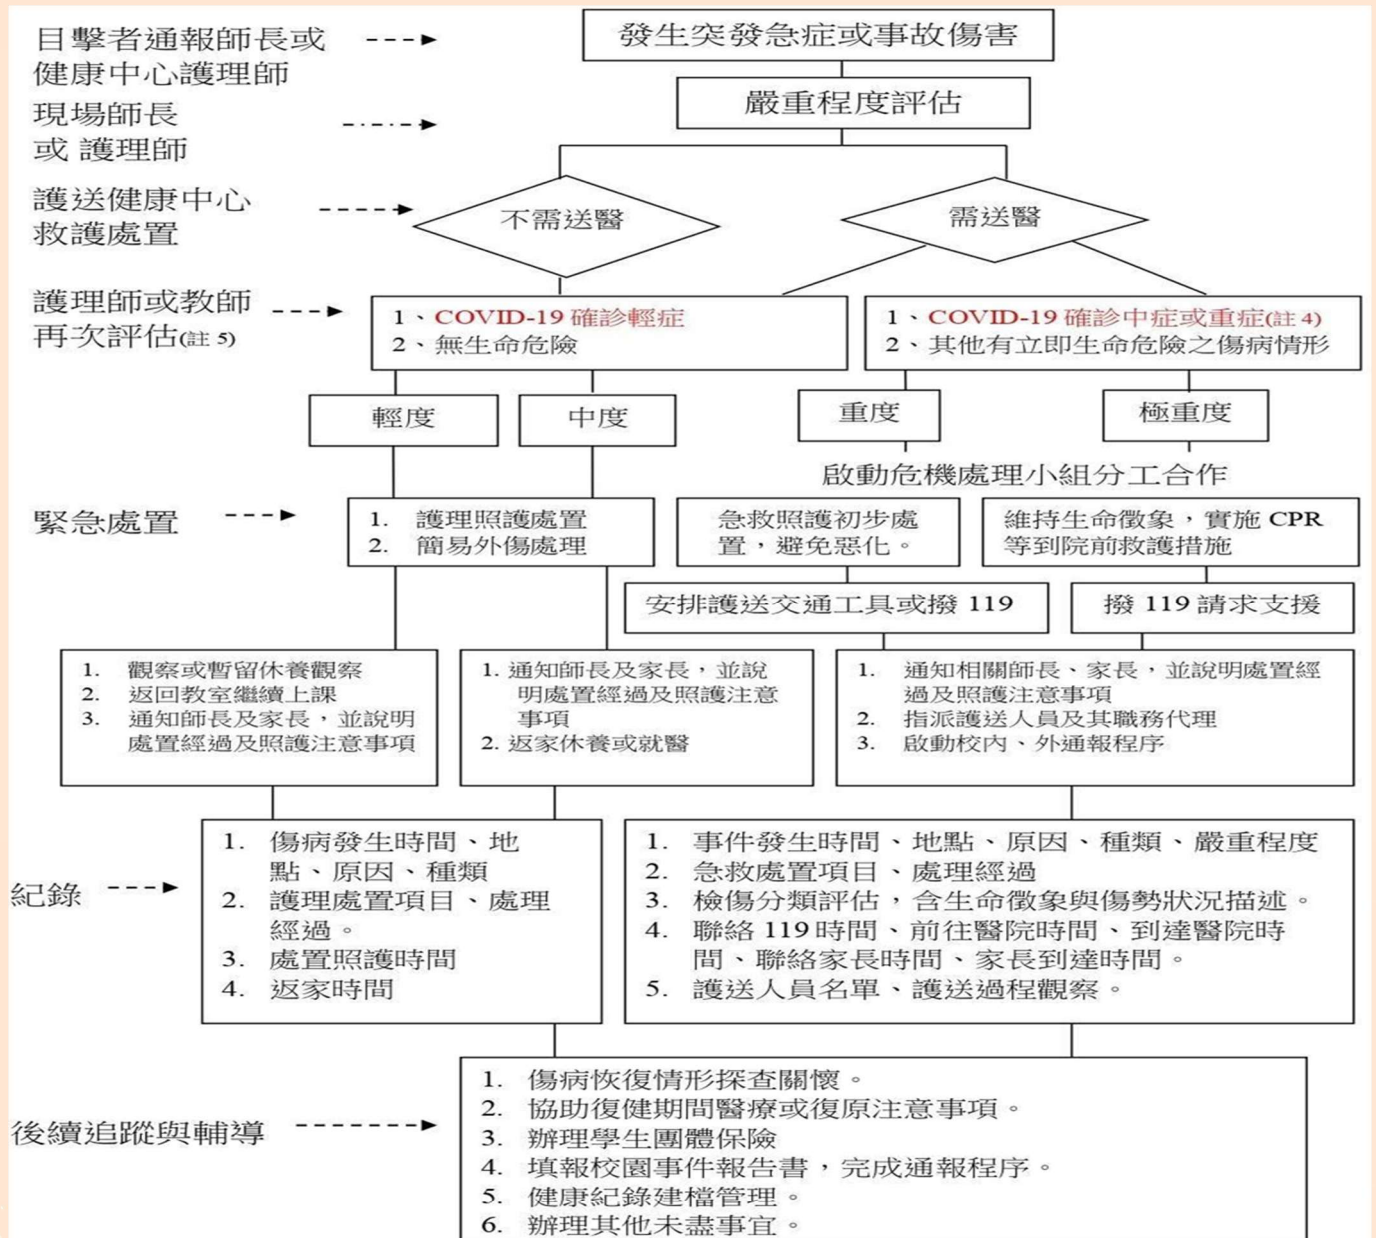 目擊者通報師長或
健康中心護理師
發生突發急症或事故傷害
現場師長
或 護理師
嚴重程度評估
護送健康中心
救護處置
不需送醫
需送醫
護理師或教師
再次評估(註 5)
1、COVID-19 確診輕症
2、無生命危險
1、COVID-19 確診中症或重症(註 4)
2、其他有立即生命危險之傷病情形
輕度
中度
重度
極重度
啟動危機處理小組分工合作
緊急處置
1. 護理照護處置
2. 簡易外傷處理
急救照護初步處
置，避免惡化。
維持生命徵象，實施 CPR
等到院前救護措施
安排護送交通工具或撥 119
撥 119 請求支援
1. 觀察或暫留休養觀察
2. 返回教室繼續上課
3. 通知師長及家長，並說明
處置經過及照護注意事項
1. 通知師長及家長，並說
明處置經過及照護注意
事項
2. 返家休養或就醫
1. 通知相關師長、家長，並說明處置經
過及照護注意事項
2. 指派護送人員及其職務代理
3. 啟動校內、外通報程序
紀錄
1. 傷病發生時間、地
點、原因、種類
2. 護理處置項目、處理
經過。
3. 處置照護時間
4. 返家時間
1. 事件發生時間、地點、原因、種類、嚴重程度
2. 急救處置項目、處理經過
3. 檢傷分類評估，含生命徵象與傷勢狀況描述。
4. 聯絡 119 時間、前往醫院時間、到達醫院時
間、聯絡家長時間、家長到達時間。
5. 護送人員名單、護送過程觀察。
後續追蹤與輔導
1. 傷病恢復情形探查關懷。
2. 協助復健期間醫療或復原注意事項。
3. 辦理學生團體保險
4. 填報校園事件報告書，完成通報程序。
5. 健康紀錄建檔管理。
6. 辦理其他未盡事宜。